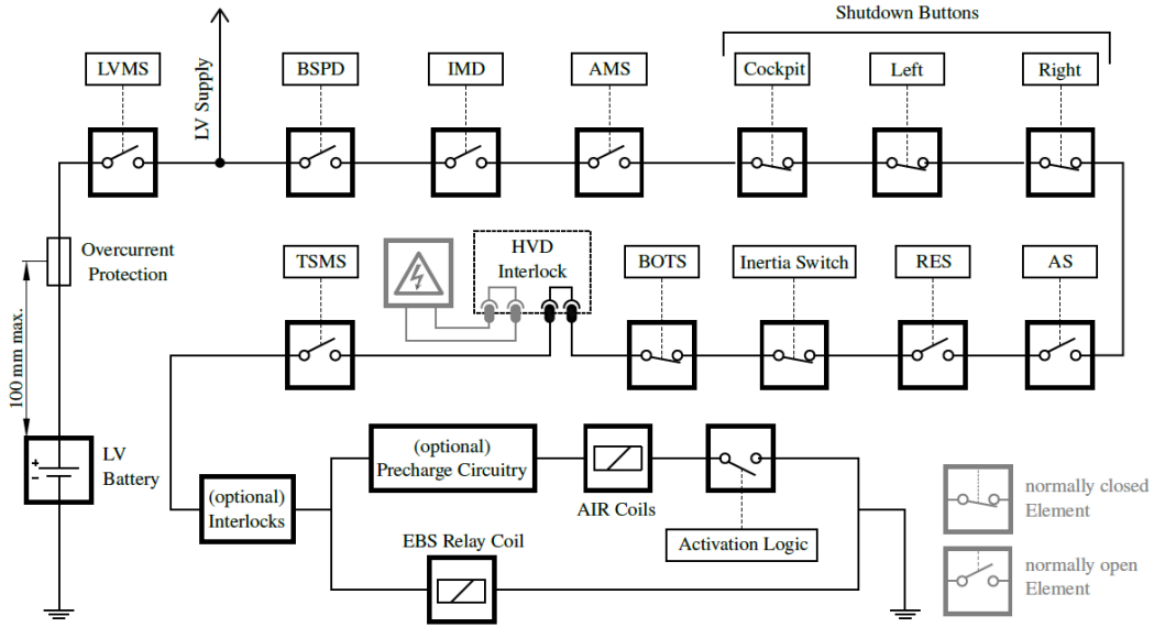 Shutdown Buttons
LVMS
BSPD
IMD
AMS
Cockpit
Left
Right
LV Supply
Overcurrent
Protection
100 mm max.
TSMS
HVD
Interlock
BOTS
Inertia Switch
RES
AS
+
-
LV
Battery
(optional)
Interlocks
(optional)
Precharge Circuitry
AIR Coils
Activation Logic
EBS Relay Coil
normally closed
Element
normally open
Element